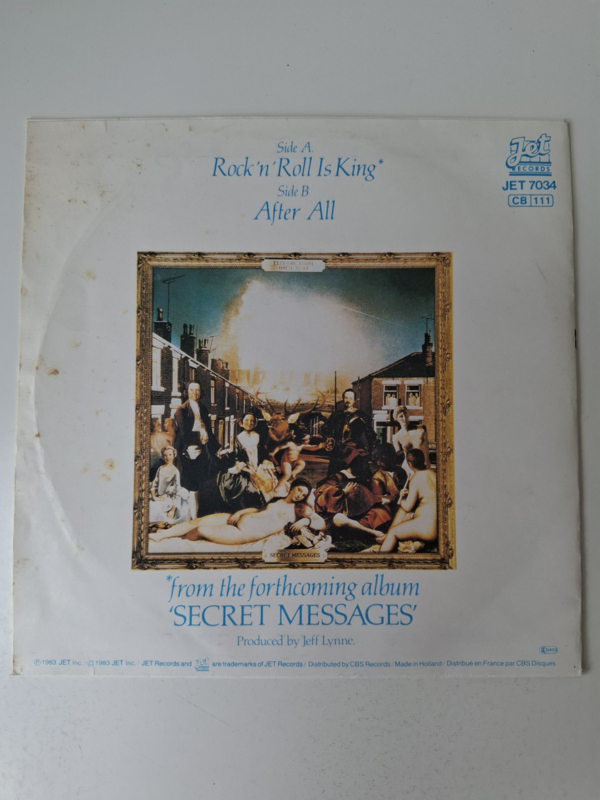 Side A
Rock 'n' Roll Is King*
Side B
After All
Jet
RECORDS
JET 7034
CB 111
SECRET MESSAGES
*from the forthcoming album
'SECRET MESSAGES'
Produced by Jeff Lynne.
℗ 1983 JET Inc. / © 1983 JET Inc. / JET Records and Jet are trademarks of JET Records / Distributed by CBS Records / Made in Holland / Distribué en France par CBS Disques